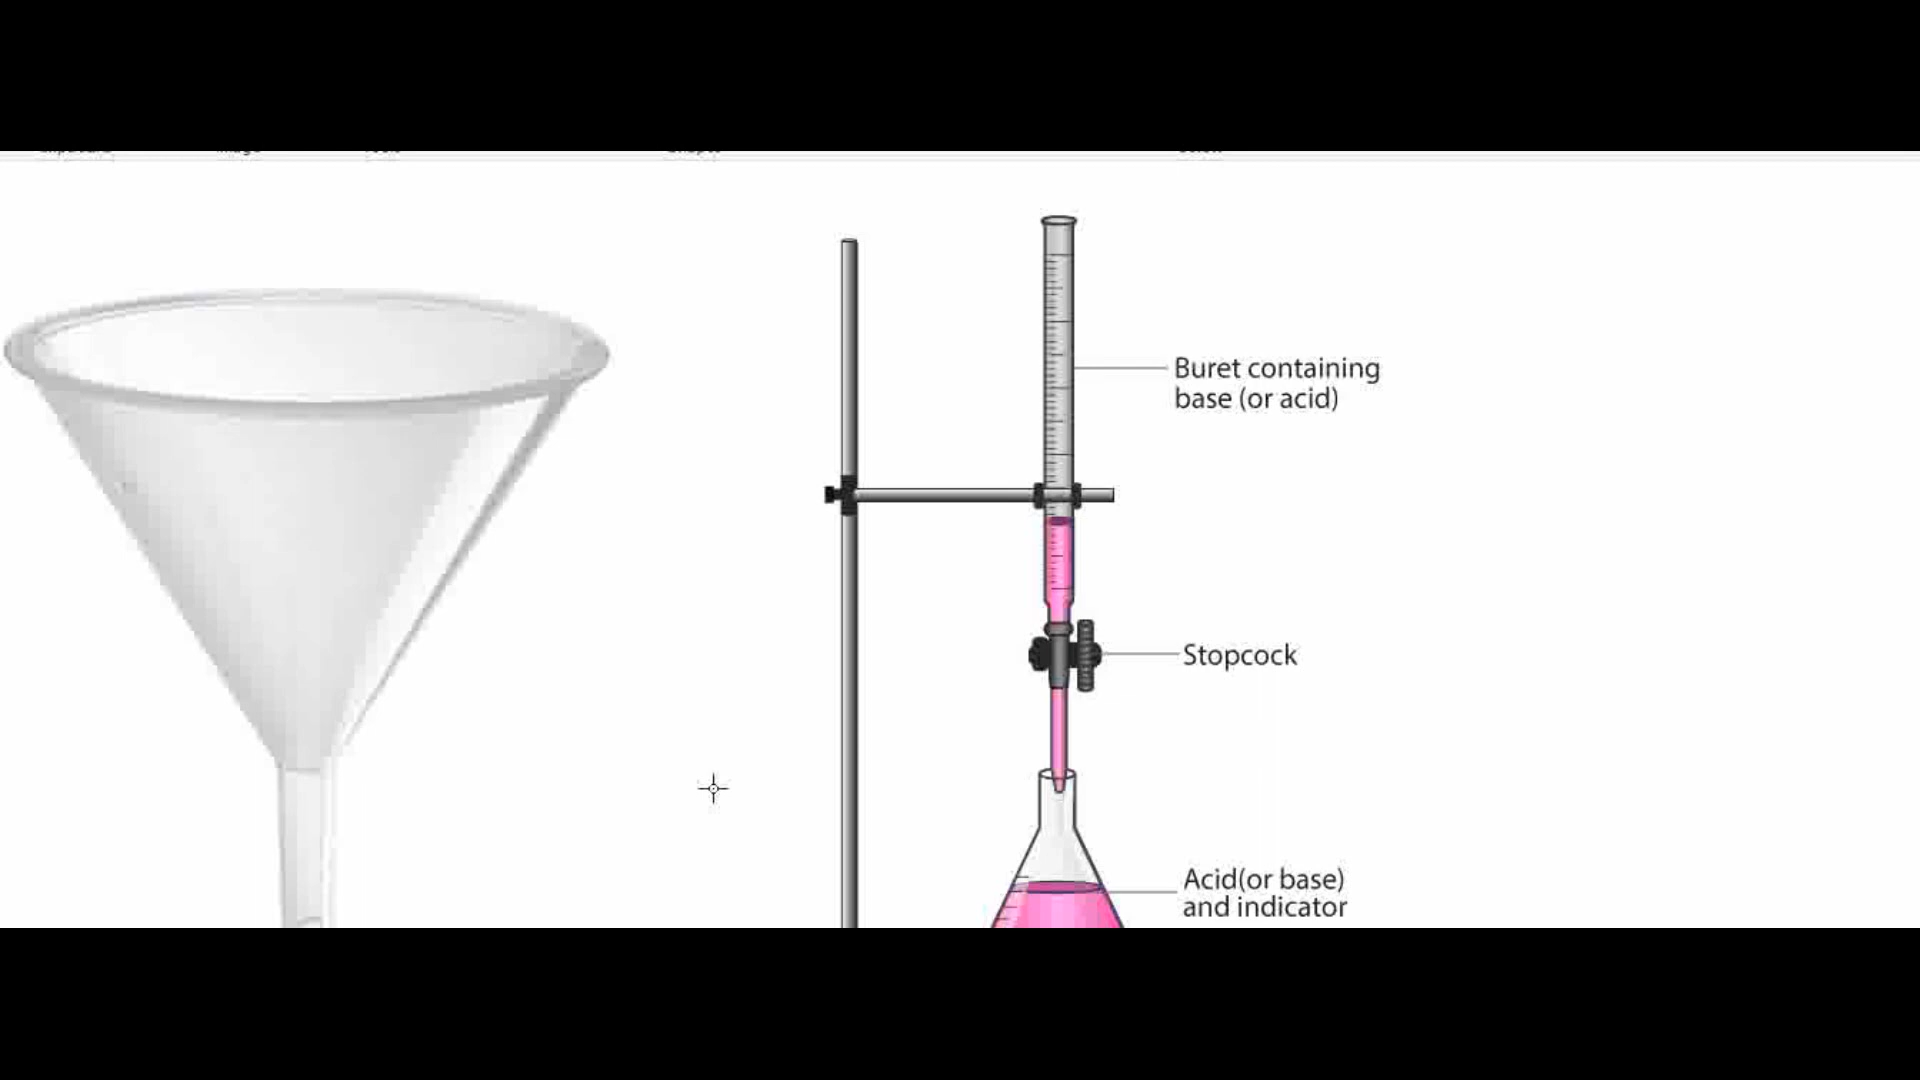 Buret containing
base (or acid)
Stopcock
Acid(or base)
and indicator